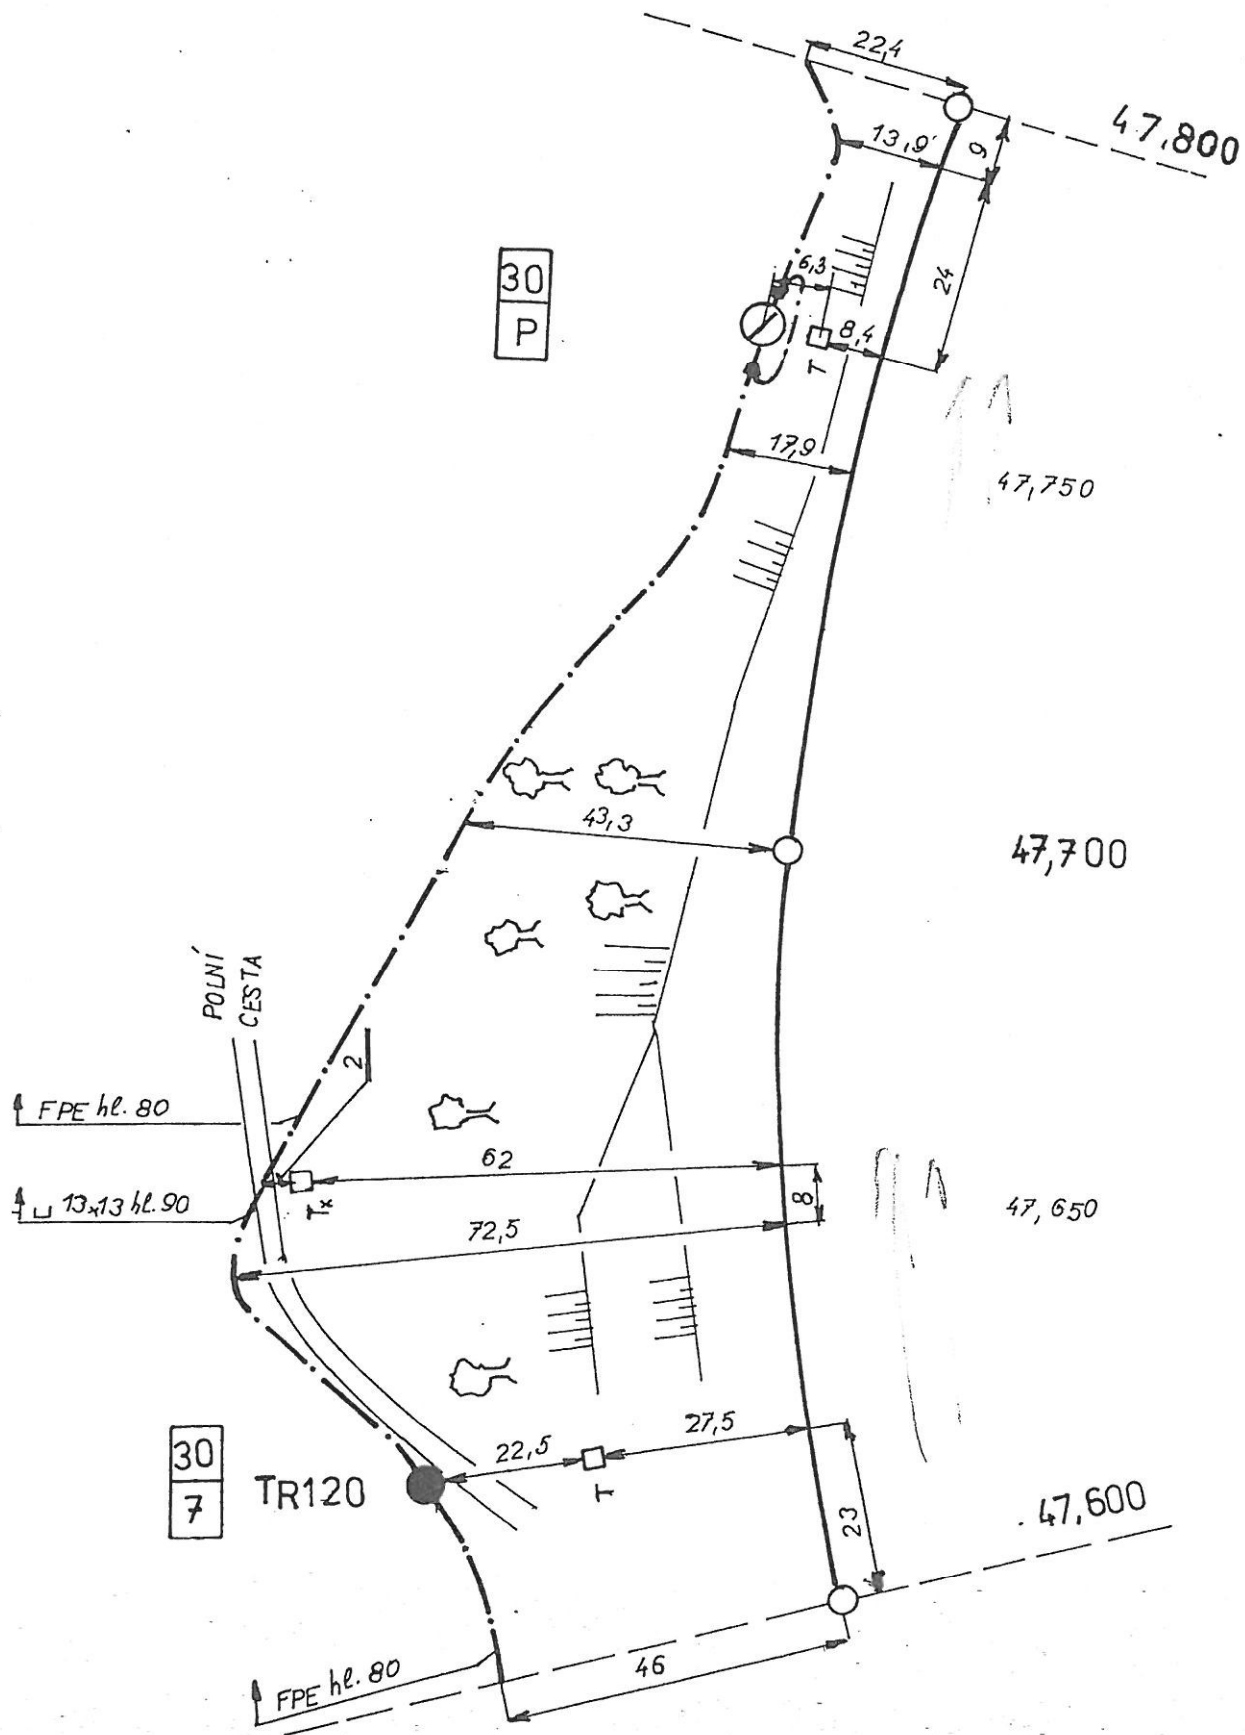 22,4
47,800
13,9
9
30
P
6,3
24
8,4
T
17,9
47,750
43,3
47,700
POLNÍ
CESTA
2
FPE hl. 80
62
Tx
8
⊔ 13x13 hl. 90
47,650
72,5
27,5
22,5
T
30
7
TR120
23
47,600
46
FPE hl. 80